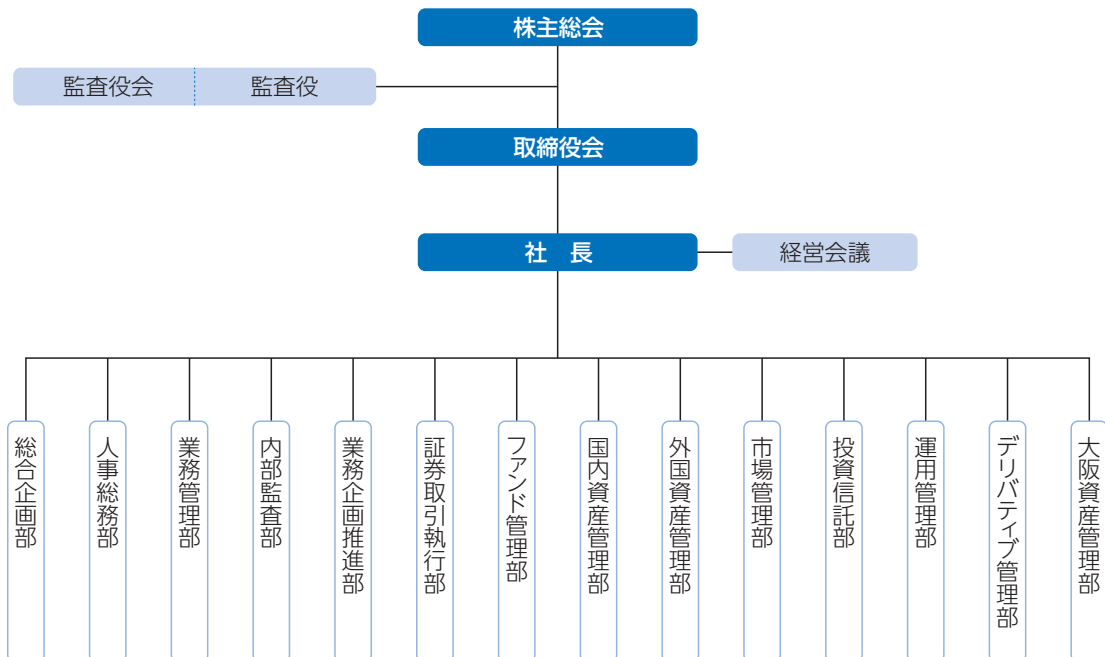 株主総会
監査役会
監査役
取締役会
社　長
経営会議
総合企画部
人事総務部
業務管理部
内部監査部
業務企画推進部
証券取引執行部
ファンド管理部
国内資産管理部
外国資産管理部
市場管理部
投資信託部
運用管理部
デリバティブ管理部
大阪資産管理部